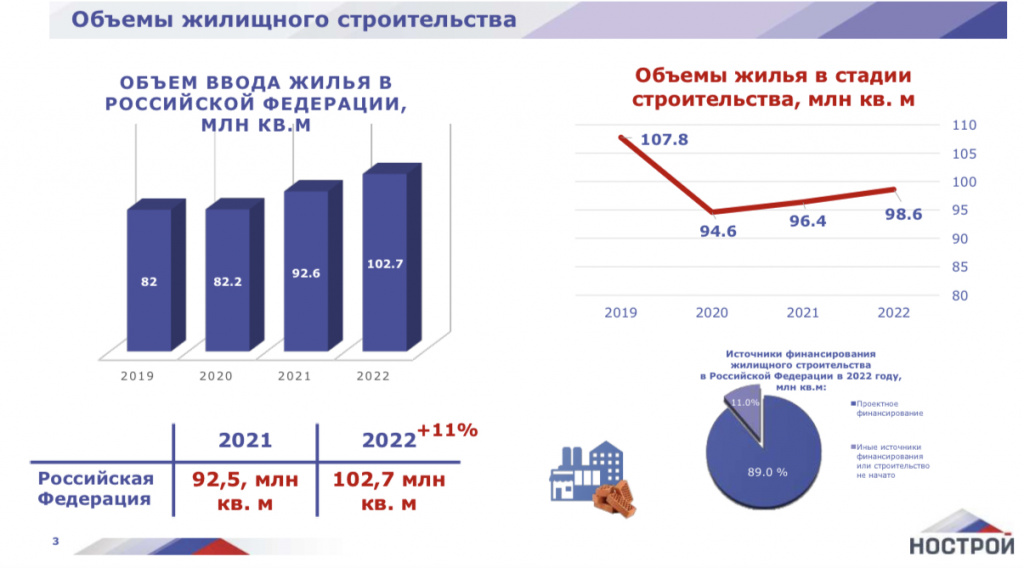 Объемы жилищного строительства
ОБЪЕМ ВВОДА ЖИЛЬЯ В
РОССИЙСКОЙ ФЕДЕРАЦИИ,
МЛН КВ.М
82
82.2
92.6
102.7
2019
2020
2021
2022
2021
2022 +11%
Российская
Федерация
92,5, млн
кв. м
102,7 млн
кв. м
3
Объемы жилья в стадии
строительства, млн кв. м
110
105
100
95
90
85
80
107.8
94.6
96.4
98.6
2019
2020
2021
2022
Источники финансирования
жилищного строительства
в Российской Федерации в 2022 году,
млн кв.м:
11.0%
89.0 %
Проектное
финансирование
Иные источники
финансирования
или строительство
не начато
НОСТРОЙ